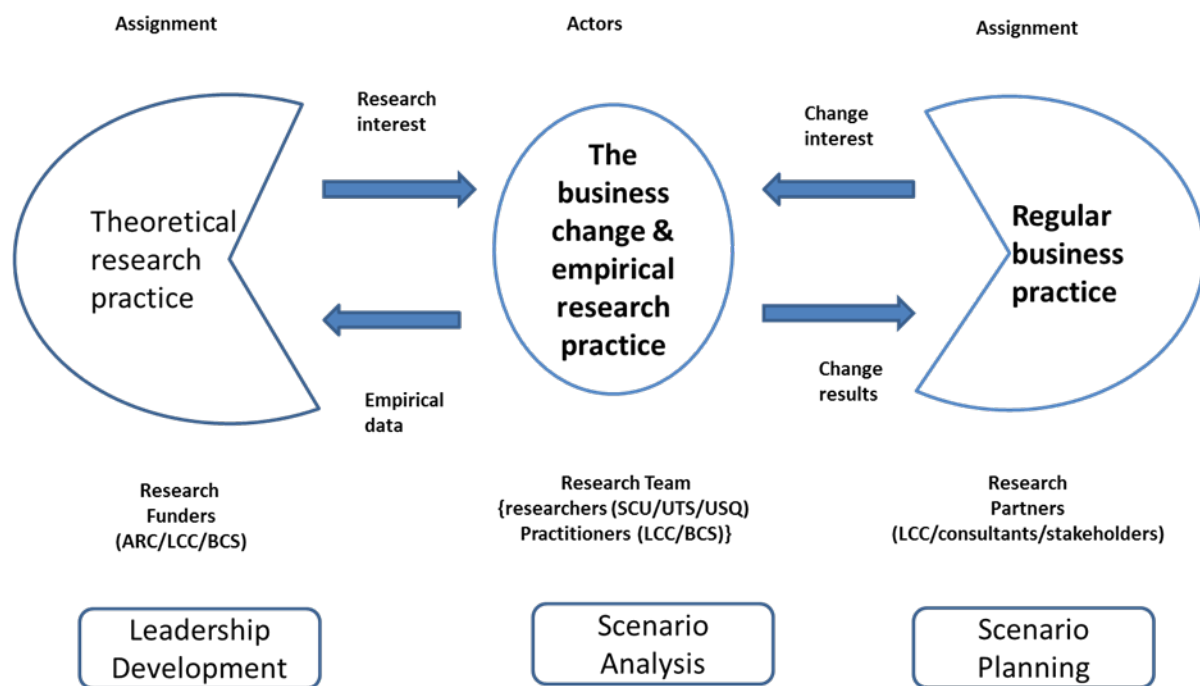 Assignment
Actors
Assignment
Research
interest
Change
interest
Theoretical
research
practice
The
business
change &
empirical
research
practice
Regular
business
practice
Empirical
data
Change
results
Research
Funders
(ARC/LCC/BCS)
Research Team
{researchers (SCU/UTS/USQ)
Practitioners (LCC/BCS)}
Research
Partners
(LCC/consultants/stakeholders)
Leadership
Development
Scenario
Analysis
Scenario
Planning